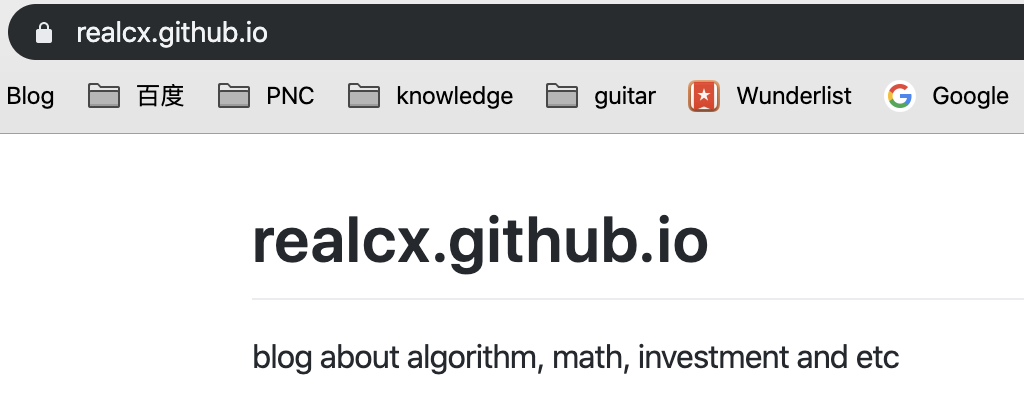 realcx.github.io
Blog 百度 PNC knowledge guitar Wunderlist Google
realcx.github.io
blog about algorithm, math, investment and etc